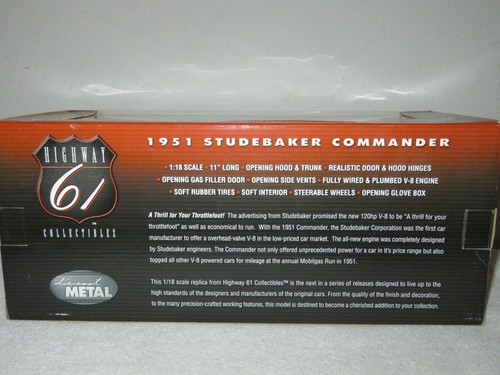 HIGHWAY
61
COLLECTIBLES
die-cast
METAL
1951 STUDEBAKER COMMANDER
· 1:18 SCALE · 11" LONG · OPENING HOOD & TRUNK · REALISTIC DOOR & HOOD HINGES
· OPENING GAS FILLER DOOR · OPENING SIDE VENTS · FULLY WIRED & PLUMBED V-8 ENGINE
· SOFT RUBBER TIRES · SOFT INTERIOR · STEERABLE WHEELS · OPENING GLOVE BOX
A Thrill for Your Throttlefoot! The advertising from Studebaker promised the new 120hp V-8 to be "A thrill for your
throttlefoot" as well as economical to run. With the 1951 Commander, the Studebaker Corporation was the first car
manufacturer to offer a overhead-valve V-8 in the low-priced car market. The all-new engine was completely designed
by Studebaker engineers. The Commander not only offered unprecedented power for a car in it's price range but also
topped all other V-8 powered cars for mileage at the annual Mobilgas Run in 1951.
This 1/18 scale replica from Highway 61 Collectibles™ is the next in a series of releases designed to live up to the
high standards of the designers and manufacturers of the original cars. From the quality of the finish and decoration,
to the many precision-crafted working features, this model is destined to become a cherished addition to your collection.